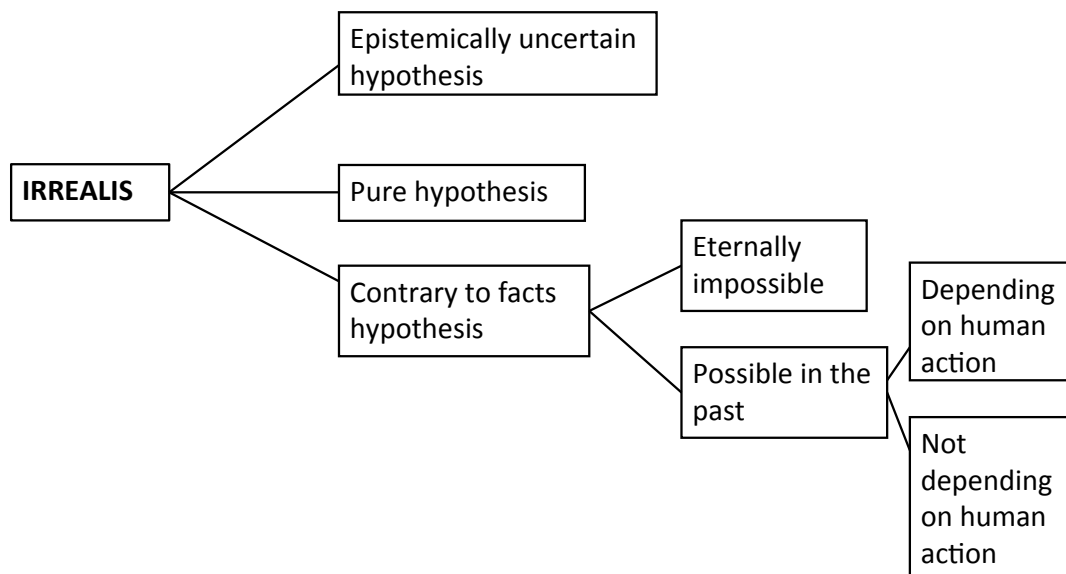 Epistemically uncertain
hypothesis
IRREALIS
Pure hypothesis
Contrary to facts
hypothesis
Eternally
impossible
Possible in the
past
Depending
on human
action
Not
depending
on human
action